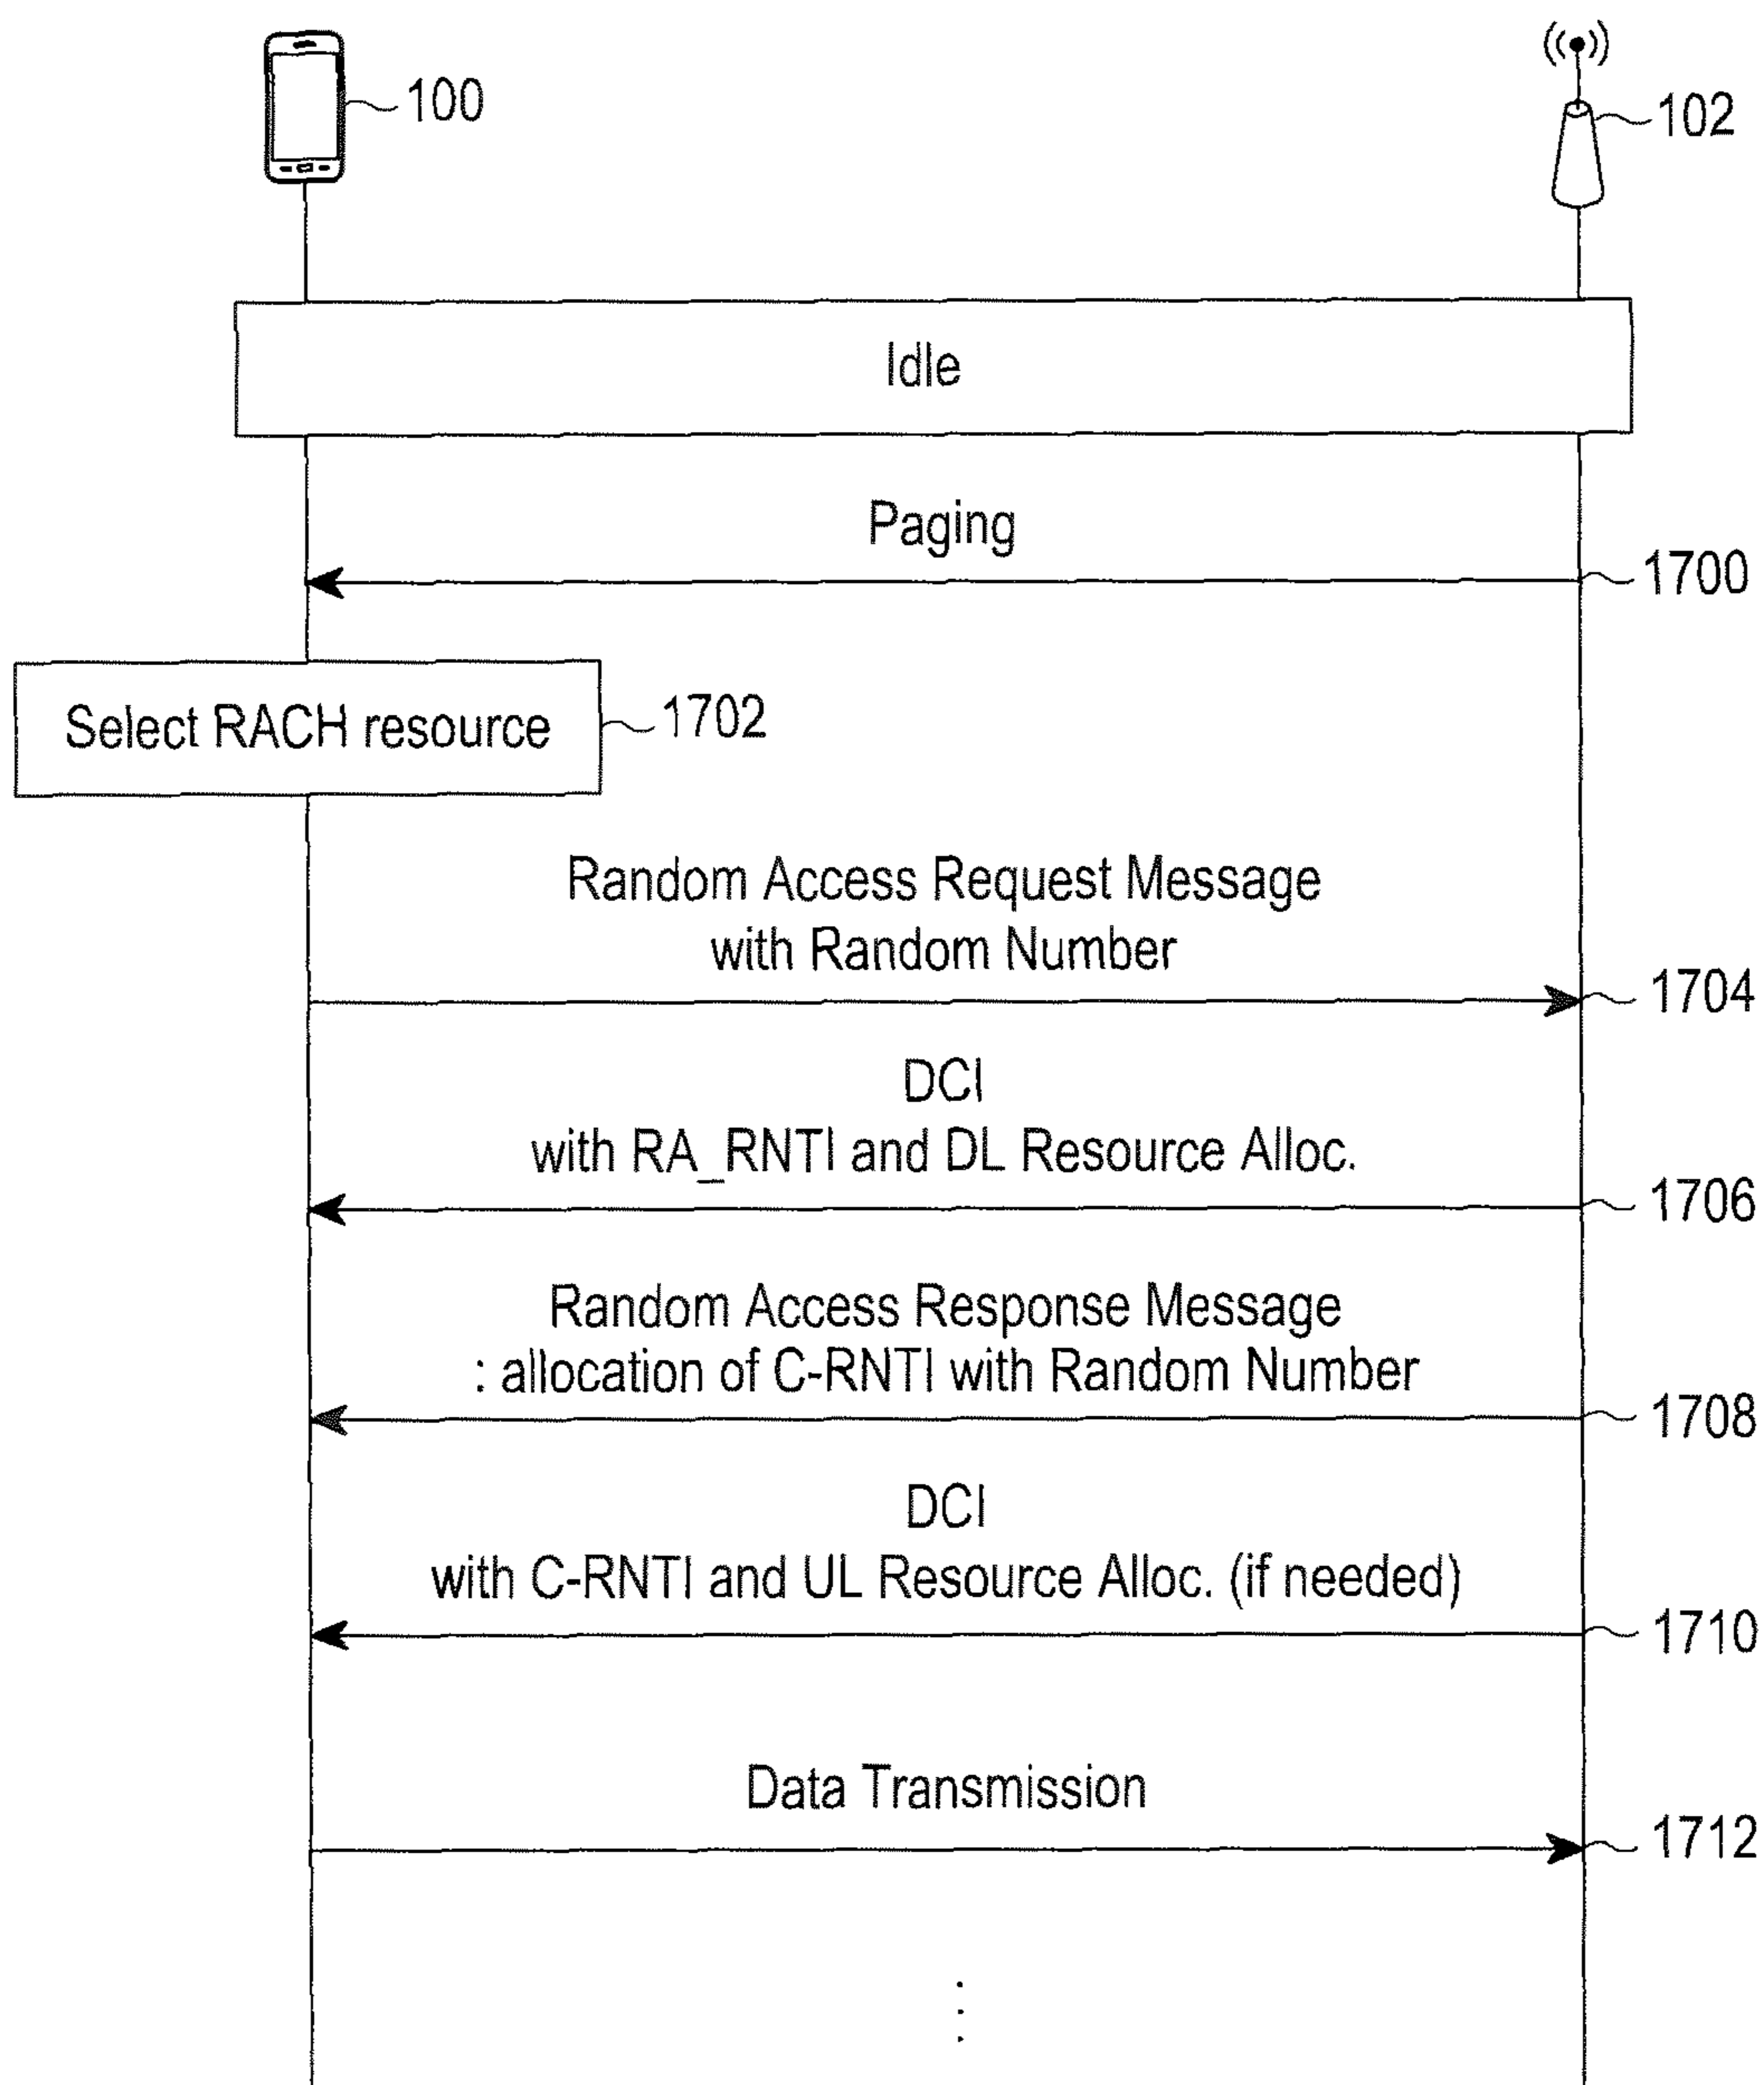 100
102
Idle
Paging
1700
Select RACH resource
1702
Random Access Request Message
with Random Number
1704
DCI
with RA_RNTI and DL Resource Alloc.
1706
Random Access Response Message
: allocation of C-RNTI with Random Number
1708
DCI
with C-RNTI and UL Resource Alloc. (if needed)
1710
Data Transmission
1712